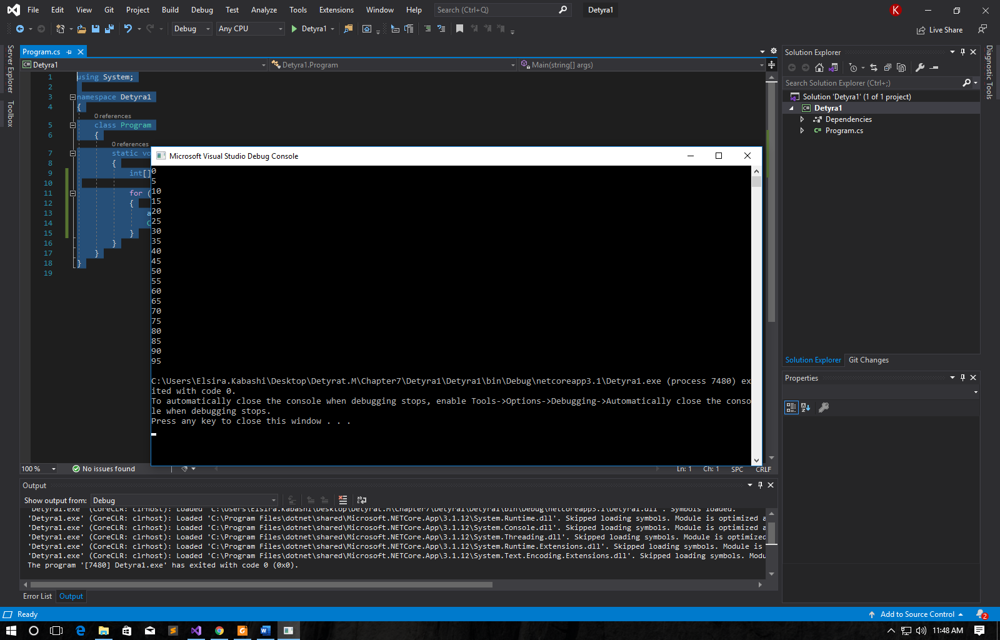 File Edit View Git Project Build Debug Test Analyze Tools Extensions Window Help Search (Ctrl+Q) Detyra1 K
Debug Any CPU Detyra1 Live Share
Server Explorer
Toolbox
Program.cs
C# Detyra1 Detyra1.Program Main(string[] args)
1 using System;
2
3 namespace Detyra1
4 {
0 references
5 class Program
6 {
0 references
7 static vo
8 {
9 int[]
10
11 for (
12 {
13 a
14 C
15 }
16 }
17 }
18 }
19
Microsoft Visual Studio Debug Console
0
5
10
15
20
25
30
35
40
45
50
55
60
65
70
75
80
85
90
95
C:\Users\Elsira.Kabashi\Desktop\Detyrat.M\Chapter7\Detyra1\Detyra1\bin\Debug\netcoreapp3.1\Detyra1.exe (process 7480) ex
ited with code 0.
To automatically close the console when debugging stops, enable Tools->Options->Debugging->Automatically close the conso
le when debugging stops.
Press any key to close this window . . .
100 % No issues found Ln: 1 Ch: 1 SPC CRLF
Output
Show output from: Debug
'Detyra1.exe' (CoreCLR: clrhost): Loaded 'C:\Users\Elsira.Kabashi\Desktop\Detyrat.M\Chapter7\Detyra1\Detyra1\bin\Debug\netcoreapp3.1\Detyra1.dll'. Symbols loaded.
'Detyra1.exe' (CoreCLR: clrhost): Loaded 'C:\Program Files\dotnet\shared\Microsoft.NETCore.App\3.1.12\System.Runtime.dll'. Skipped loading symbols. Module is optimized a
'Detyra1.exe' (CoreCLR: clrhost): Loaded 'C:\Program Files\dotnet\shared\Microsoft.NETCore.App\3.1.12\System.Console.dll'. Skipped loading symbols. Module is optimized a
'Detyra1.exe' (CoreCLR: clrhost): Loaded 'C:\Program Files\dotnet\shared\Microsoft.NETCore.App\3.1.12\System.Threading.dll'. Skipped loading symbols. Module is optimized
'Detyra1.exe' (CoreCLR: clrhost): Loaded 'C:\Program Files\dotnet\shared\Microsoft.NETCore.App\3.1.12\System.Runtime.Extensions.dll'. Skipped loading symbols. Module is
'Detyra1.exe' (CoreCLR: clrhost): Loaded 'C:\Program Files\dotnet\shared\Microsoft.NETCore.App\3.1.12\System.Text.Encoding.Extensions.dll'. Skipped loading symbols. Modu
The program '[7480] Detyra1.exe' has exited with code 0 (0x0).
Error List Output
Solution Explorer
Search Solution Explorer (Ctrl+;)
Solution 'Detyra1' (1 of 1 project)
C# Detyra1
Dependencies
C# Program.cs
Solution Explorer Git Changes
Properties
Diagnostic Tools
Ready Add to Source Control 2
11:48 AM